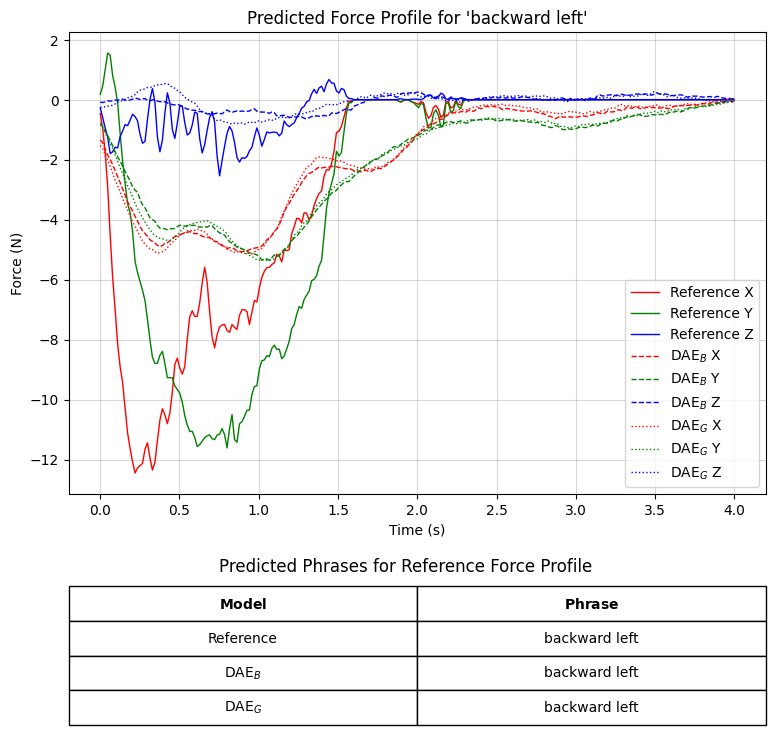 Predicted Force Profile for 'backward left'
Force (N)
2
0
−2
−4
−6
−8
−10
−12
0.0 0.5 1.0 1.5 2.0 2.5 3.0 3.5 4.0
Time (s)
Reference X
Reference Y
Reference Z
DAE_B X
DAE_B Y
DAE_B Z
DAE_G X
DAE_G Y
DAE_G Z
Predicted Phrases for Reference Force Profile
Model Phrase
Reference backward left
DAE_B backward left
DAE_G backward left